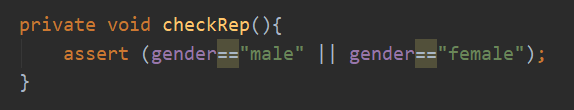 private void checkRep(){
assert (gender=="male" || gender=="female");
}